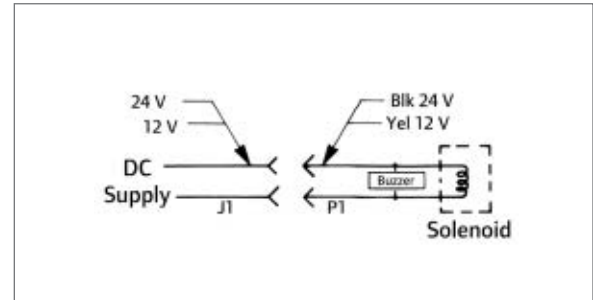 24 V
12 V
Blk 24 V
Yel 12 V
DC
Supply
J1
P1
Buzzer
Solenoid